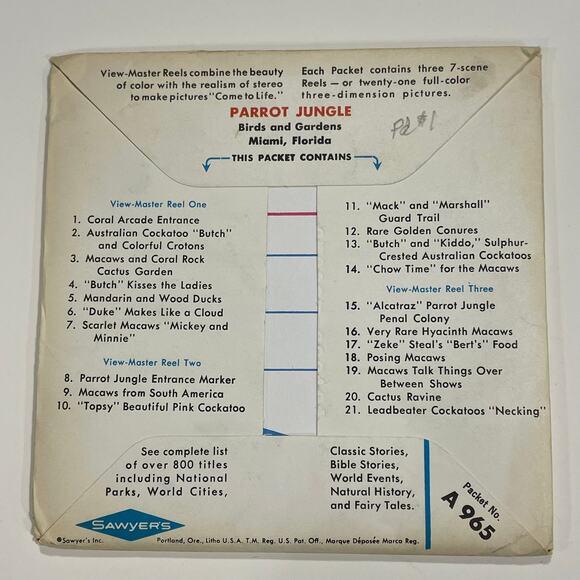 View-Master Reels combine the beauty
of color with the realism of stereo
to make pictures "Come to Life."
Each Packet contains three 7-scene
Reels — or twenty-one full-color
three-dimension pictures.
PARROT JUNGLE
Birds and Gardens
Miami, Florida
THIS PACKET CONTAINS
Pd $1
View-Master Reel One
1. Coral Arcade Entrance
2. Australian Cockatoo "Butch"
and Colorful Crotons
3. Macaws and Coral Rock
Cactus Garden
4. "Butch" Kisses the Ladies
5. Mandarin and Wood Ducks
6. "Duke" Makes Like a Cloud
7. Scarlet Macaws "Mickey and
Minnie"
View-Master Reel Two
8. Parrot Jungle Entrance Marker
9. Macaws from South America
10. "Topsy" Beautiful Pink Cockatoo
11. "Mack" and "Marshall"
Guard Trail
12. Rare Golden Conures
13. "Butch" and "Kiddo," Sulphur-
Crested Australian Cockatoos
14. "Chow Time" for the Macaws
View-Master Reel Three
15. "Alcatraz" Parrot Jungle
Penal Colony
16. Very Rare Hyacinth Macaws
17. "Zeke" Steal's "Bert's" Food
18. Posing Macaws
19. Macaws Talk Things Over
Between Shows
20. Cactus Ravine
21. Leadbeater Cockatoos "Necking"
See complete list
of over 800 titles
including National
Parks, World Cities,
Classic Stories,
Bible Stories,
World Events,
Natural History,
and Fairy Tales.
Packet No.
A 965
SAWYER'S
©Sawyer's Inc.
Portland, Ore., Litho U.S.A. T.M. Reg. U.S. Pat. Off., Marque Déposée Marca Reg.